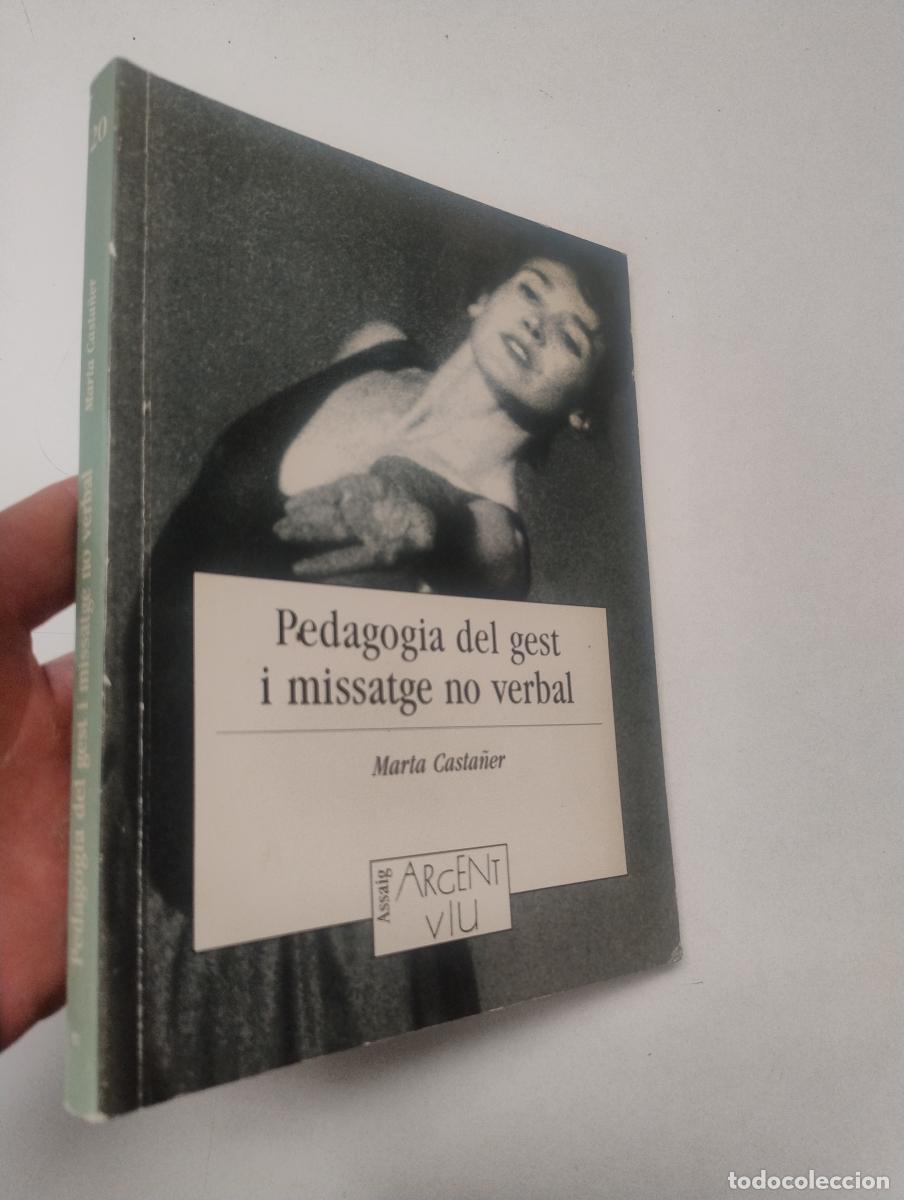 20
Marta Castañer
Pedagogia del gest i missatge no verbal
Pedagogia del gest
i missatge no verbal
Marta Castañer
Assaig
ARGENT
VIU
todocoleccion